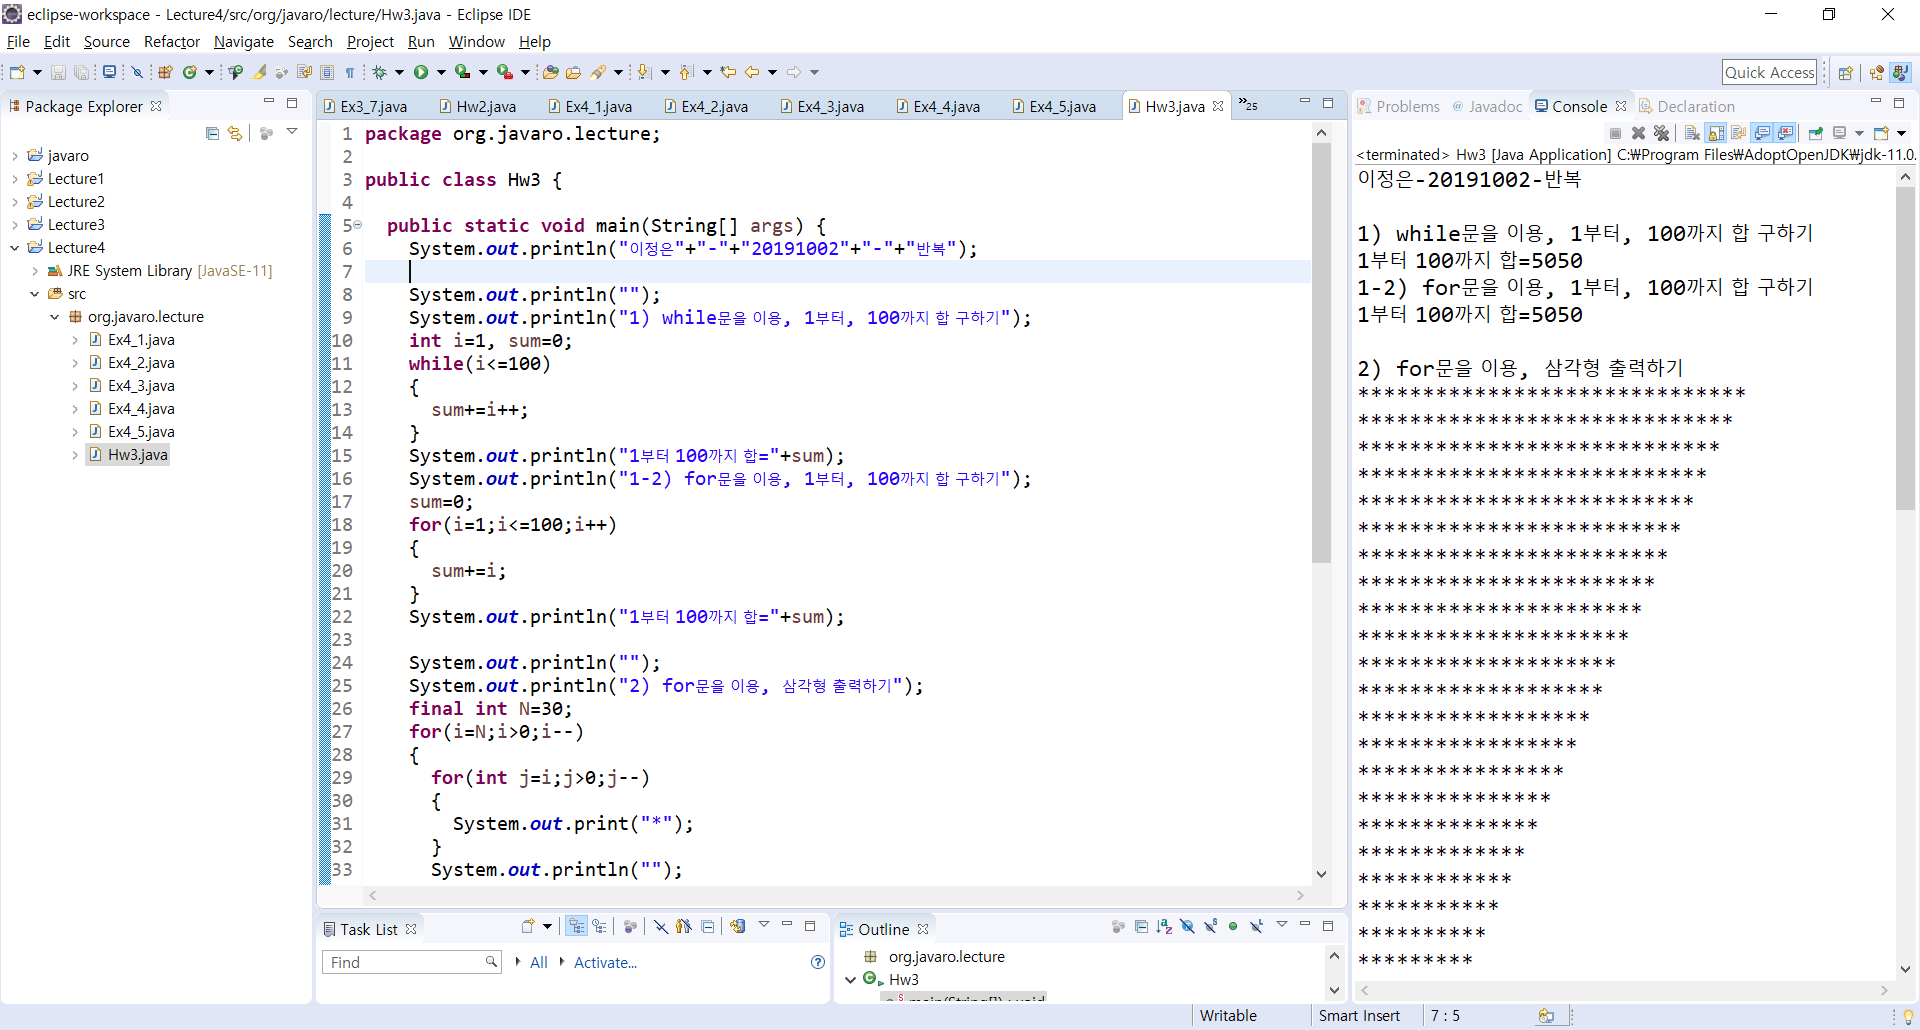 eclipse-workspace - Lecture4/src/org/javaro/lecture/Hw3.java - Eclipse IDE
File Edit Source Refactor Navigate Search Project Run Window Help
Quick Access
Package Explorer
javaro
Lecture1
Lecture2
Lecture3
Lecture4
JRE System Library [JavaSE-11]
src
org.javaro.lecture
Ex4_1.java
Ex4_2.java
Ex4_3.java
Ex4_4.java
Ex4_5.java
Hw3.java
Ex3_7.java Hw2.java Ex4_1.java Ex4_2.java Ex4_3.java Ex4_4.java Ex4_5.java Hw3.java »25
1 package org.javaro.lecture;
2
3 public class Hw3 {
4
5 public static void main(String[] args) {
6 System.out.println("이정은"+"-"+"20191002"+"-"+"반복");
7
8 System.out.println("");
9 System.out.println("1) while문을 이용, 1부터, 100까지 합 구하기");
10 int i=1, sum=0;
11 while(i<=100)
12 {
13 sum+=i++;
14 }
15 System.out.println("1부터 100까지 합="+sum);
16 System.out.println("1-2) for문을 이용, 1부터, 100까지 합 구하기");
17 sum=0;
18 for(i=1;i<=100;i++)
19 {
20 sum+=i;
21 }
22 System.out.println("1부터 100까지 합="+sum);
23
24 System.out.println("");
25 System.out.println("2) for문을 이용, 삼각형 출력하기");
26 final int N=30;
27 for(i=N;i>0;i--)
28 {
29 for(int j=i;j>0;j--)
30 {
31 System.out.print("*");
32 }
33 System.out.println("");
Task List
Find
All
Activate...
Outline
org.javaro.lecture
Hw3
main(String[]) : void
Problems @ Javadoc Console Declaration
<terminated> Hw3 [Java Application] C:₩Program Files₩AdoptOpenJDK₩jdk-11.0.
이정은-20191002-반복
1) while문을 이용, 1부터, 100까지 합 구하기
1부터 100까지 합=5050
1-2) for문을 이용, 1부터, 100까지 합 구하기
1부터 100까지 합=5050
2) for문을 이용, 삼각형 출력하기
******************************
*****************************
****************************
***************************
**************************
*************************
************************
***********************
**********************
*********************
********************
*******************
******************
*****************
****************
***************
**************
*************
************
***********
**********
*********
Writable Smart Insert 7 : 5